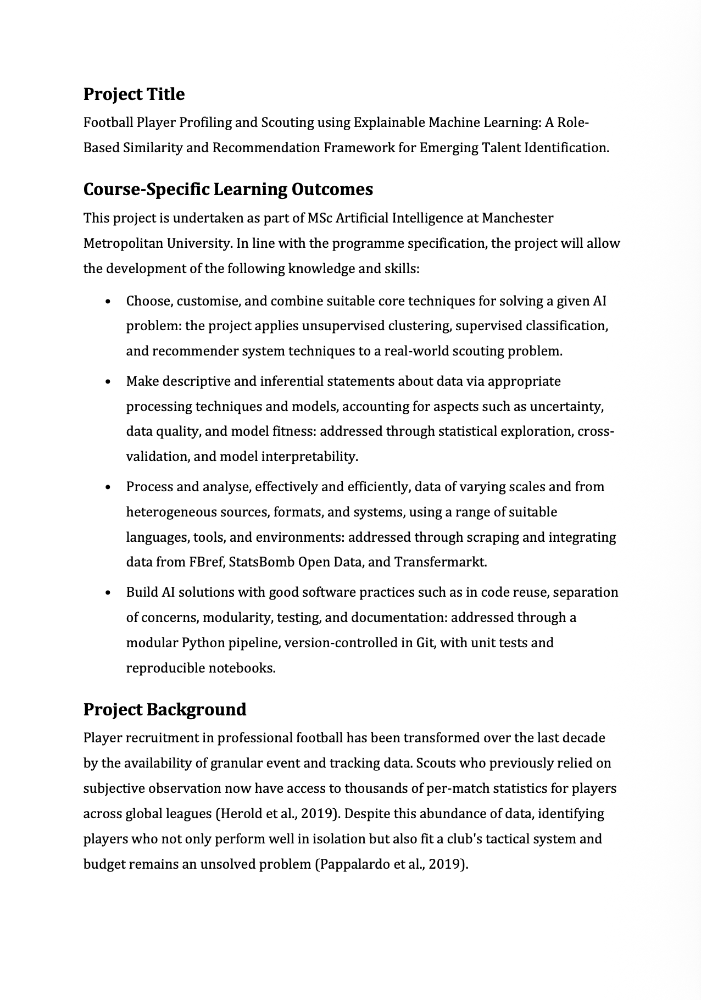 Project Title
Football Player Profiling and Scouting using Explainable Machine Learning: A Role-
Based Similarity and Recommendation Framework for Emerging Talent Identification.
Course-Specific Learning Outcomes
This project is undertaken as part of MSc Artificial Intelligence at Manchester
Metropolitan University. In line with the programme specification, the project will allow
the development of the following knowledge and skills:
• Choose, customise, and combine suitable core techniques for solving a given AI
problem: the project applies unsupervised clustering, supervised classification,
and recommender system techniques to a real-world scouting problem.
• Make descriptive and inferential statements about data via appropriate
processing techniques and models, accounting for aspects such as uncertainty,
data quality, and model fitness: addressed through statistical exploration, cross-
validation, and model interpretability.
• Process and analyse, effectively and efficiently, data of varying scales and from
heterogeneous sources, formats, and systems, using a range of suitable
languages, tools, and environments: addressed through scraping and integrating
data from FBref, StatsBomb Open Data, and Transfermarkt.
• Build AI solutions with good software practices such as in code reuse, separation
of concerns, modularity, testing, and documentation: addressed through a
modular Python pipeline, version-controlled in Git, with unit tests and
reproducible notebooks.
Project Background
Player recruitment in professional football has been transformed over the last decade
by the availability of granular event and tracking data. Scouts who previously relied on
subjective observation now have access to thousands of per-match statistics for players
across global leagues (Herold et al., 2019). Despite this abundance of data, identifying
players who not only perform well in isolation but also fit a club's tactical system and
budget remains an unsolved problem (Pappalardo et al., 2019).